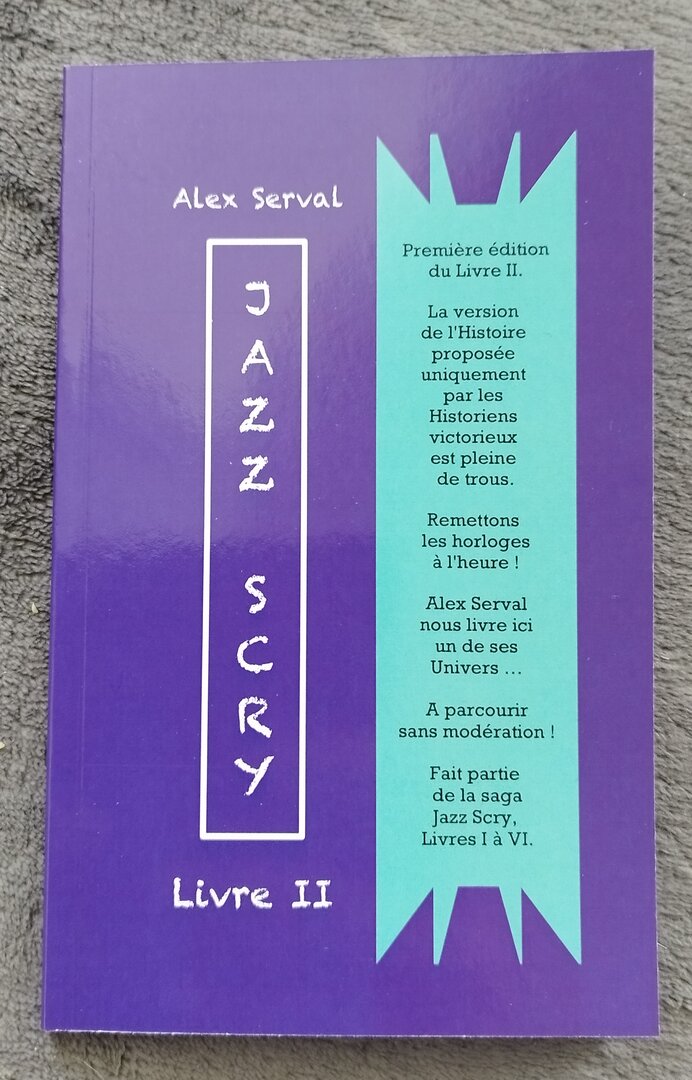 Alex Serval
JAZZ SCRY
Livre II
Première édition
du Livre II.
La version
de l'Histoire
proposée
uniquement
par les
Historiens
victorieux
est pleine
de trous.
Remettons
les horloges
à l'heure !
Alex Serval
nous livre ici
un de ses
Univers ...
A parcourir
sans modération !
Fait partie
de la saga
Jazz Scry,
Livres I à VI.